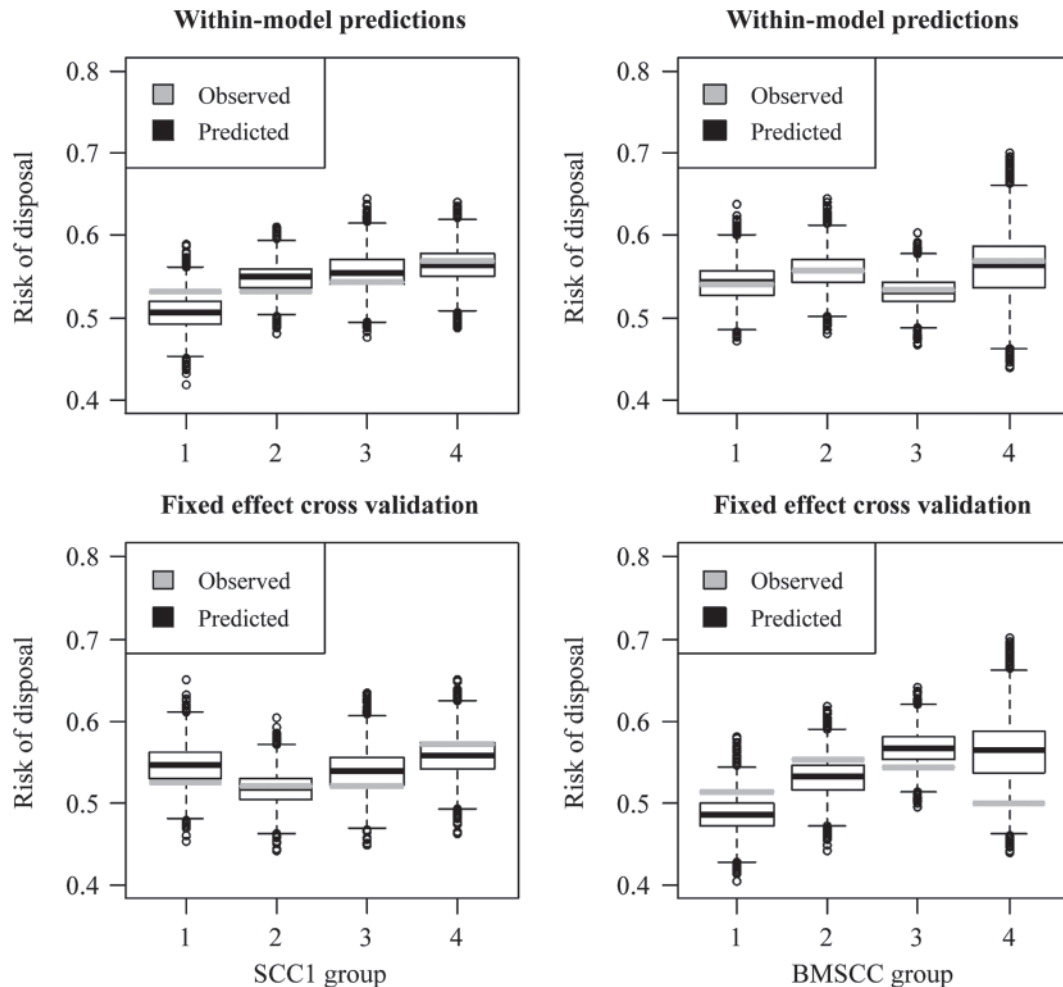 Within-model predictions
Risk of disposal
0.8
0.7
0.6
0.5
0.4
Observed
Predicted
1 2 3 4
Within-model predictions
Risk of disposal
0.8
0.7
0.6
0.5
0.4
Observed
Predicted
1 2 3 4
Fixed effect cross validation
Risk of disposal
0.8
0.7
0.6
0.5
0.4
Observed
Predicted
1 2 3 4
SCC1 group
Fixed effect cross validation
Risk of disposal
0.8
0.7
0.6
0.5
0.4
Observed
Predicted
1 2 3 4
BMSCC group